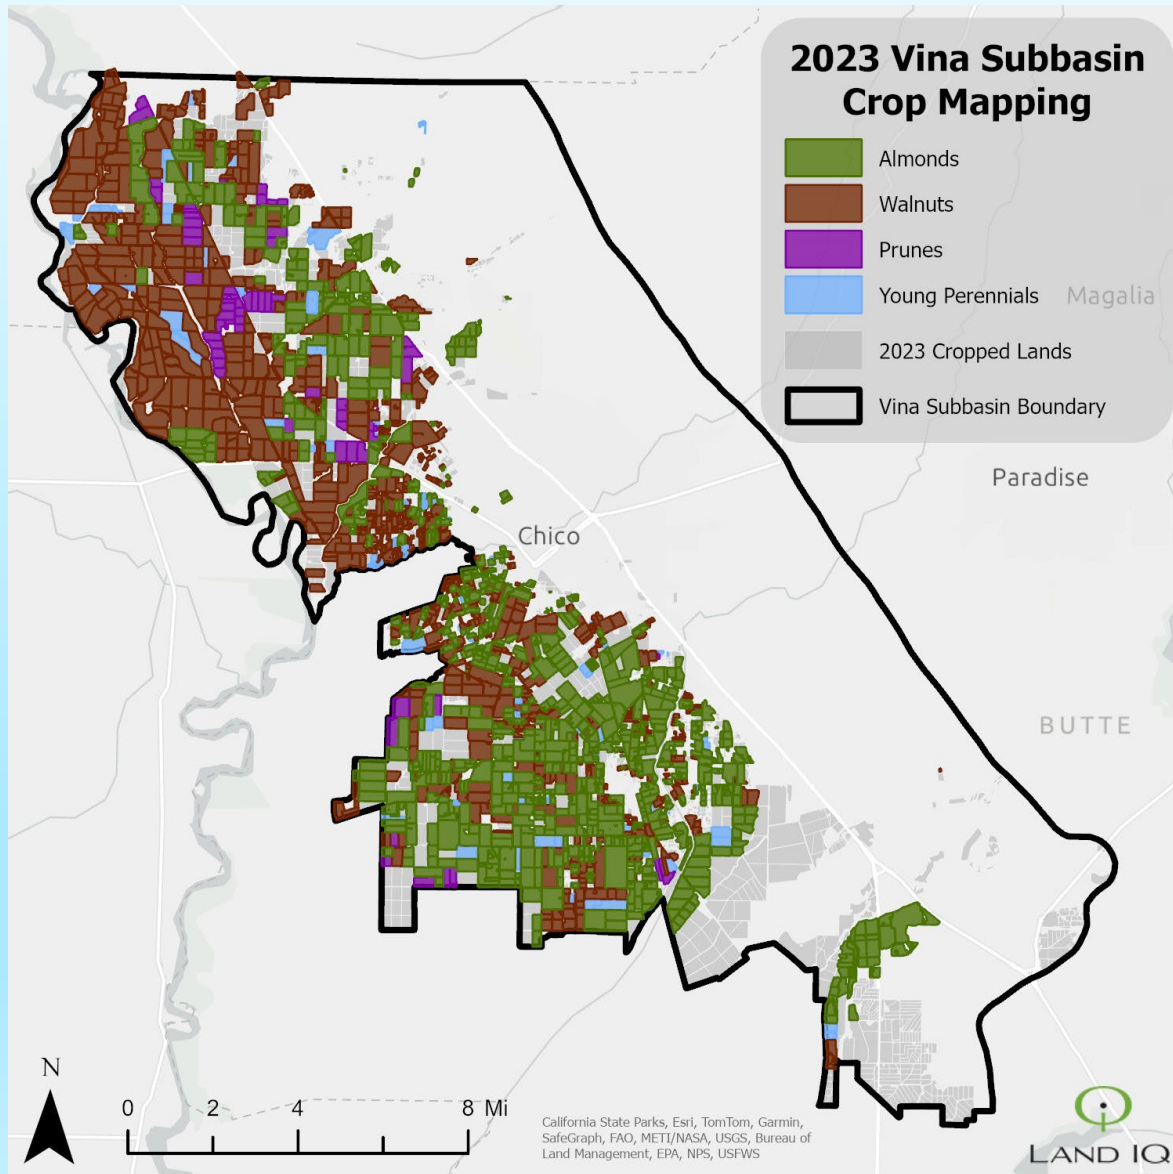 2023 Vina Subbasin
Crop Mapping
Almonds
Walnuts
Prunes
Young Perennials
Magalia
2023 Cropped Lands
Vina Subbasin Boundary
Paradise
Chico
BUTTE
N
0 2 4 8 Mi
California State Parks, Esri, TomTom, Garmin,
SafeGraph, FAO, METI/NASA, USGS, Bureau of
Land Management, EPA, NPS, USFWS
LAND IQ